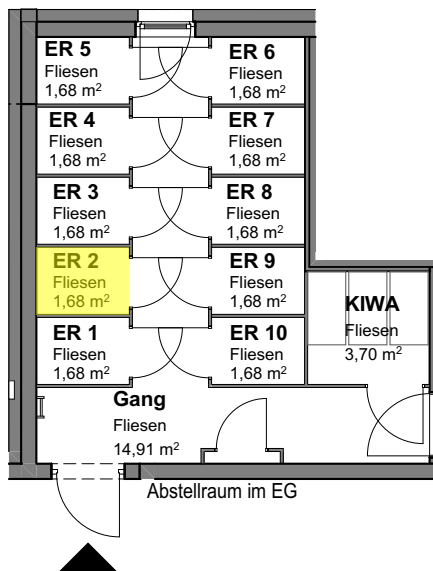 ER 5
Fliesen
1,68 m²
ER 6
Fliesen
1,68 m²
ER 4
Fliesen
1,68 m²
ER 7
Fliesen
1,68 m²
ER 3
Fliesen
1,68 m²
ER 8
Fliesen
1,68 m²
ER 2
Fliesen
1,68 m²
ER 9
Fliesen
1,68 m²
KIWA
Fliesen
3,70 m²
ER 1
Fliesen
1,68 m²
ER 10
Fliesen
1,68 m²
Gang
Fliesen
14,91 m²
Abstellraum im EG